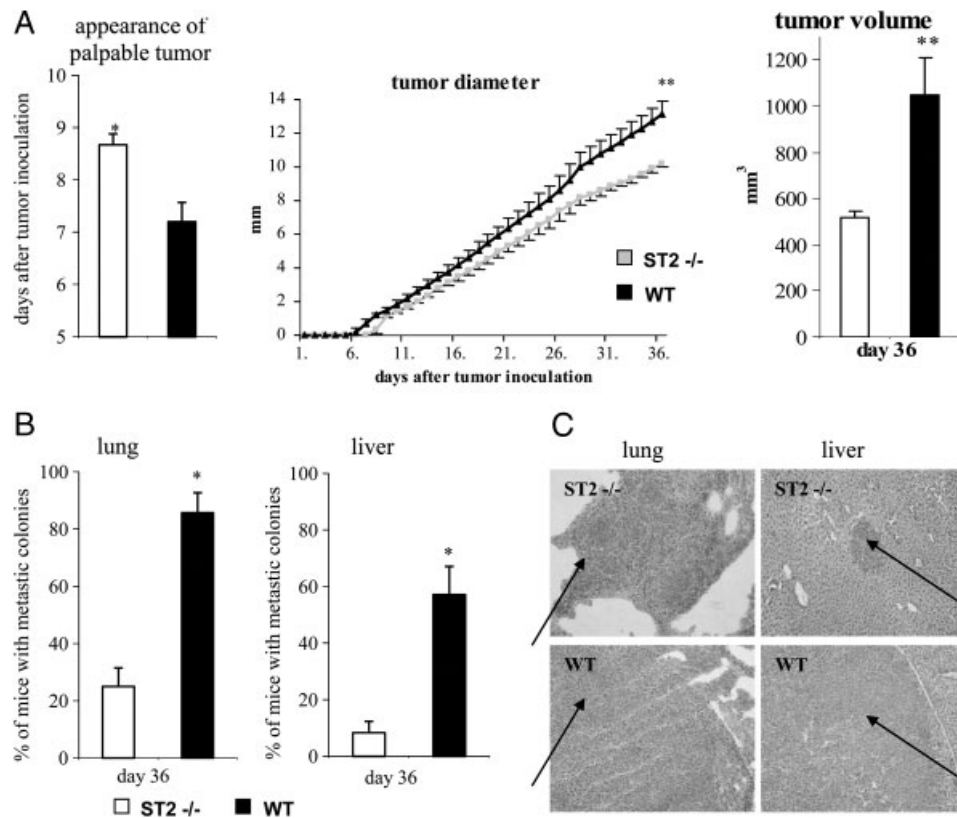 A
appearance of
palpable tumor
days after tumor inoculation
10
9
8
7
6
5
*
tumor diameter
mm
14
12
10
8
6
4
2
0
**
1. 6. 11. 16. 21. 26. 31. 36.
days after tumor inoculation
ST2 -/-
WT
tumor volume
mm3
1200
1000
800
600
400
200
0
**
day 36
B
lung
% of mice with metastic colonies
100
80
60
40
20
0
*
day 36
liver
% of mice with metastic colonies
100
80
60
40
20
0
*
day 36
ST2 -/- WT
C
lung liver
ST2 -/- ST2 -/-
WT WT